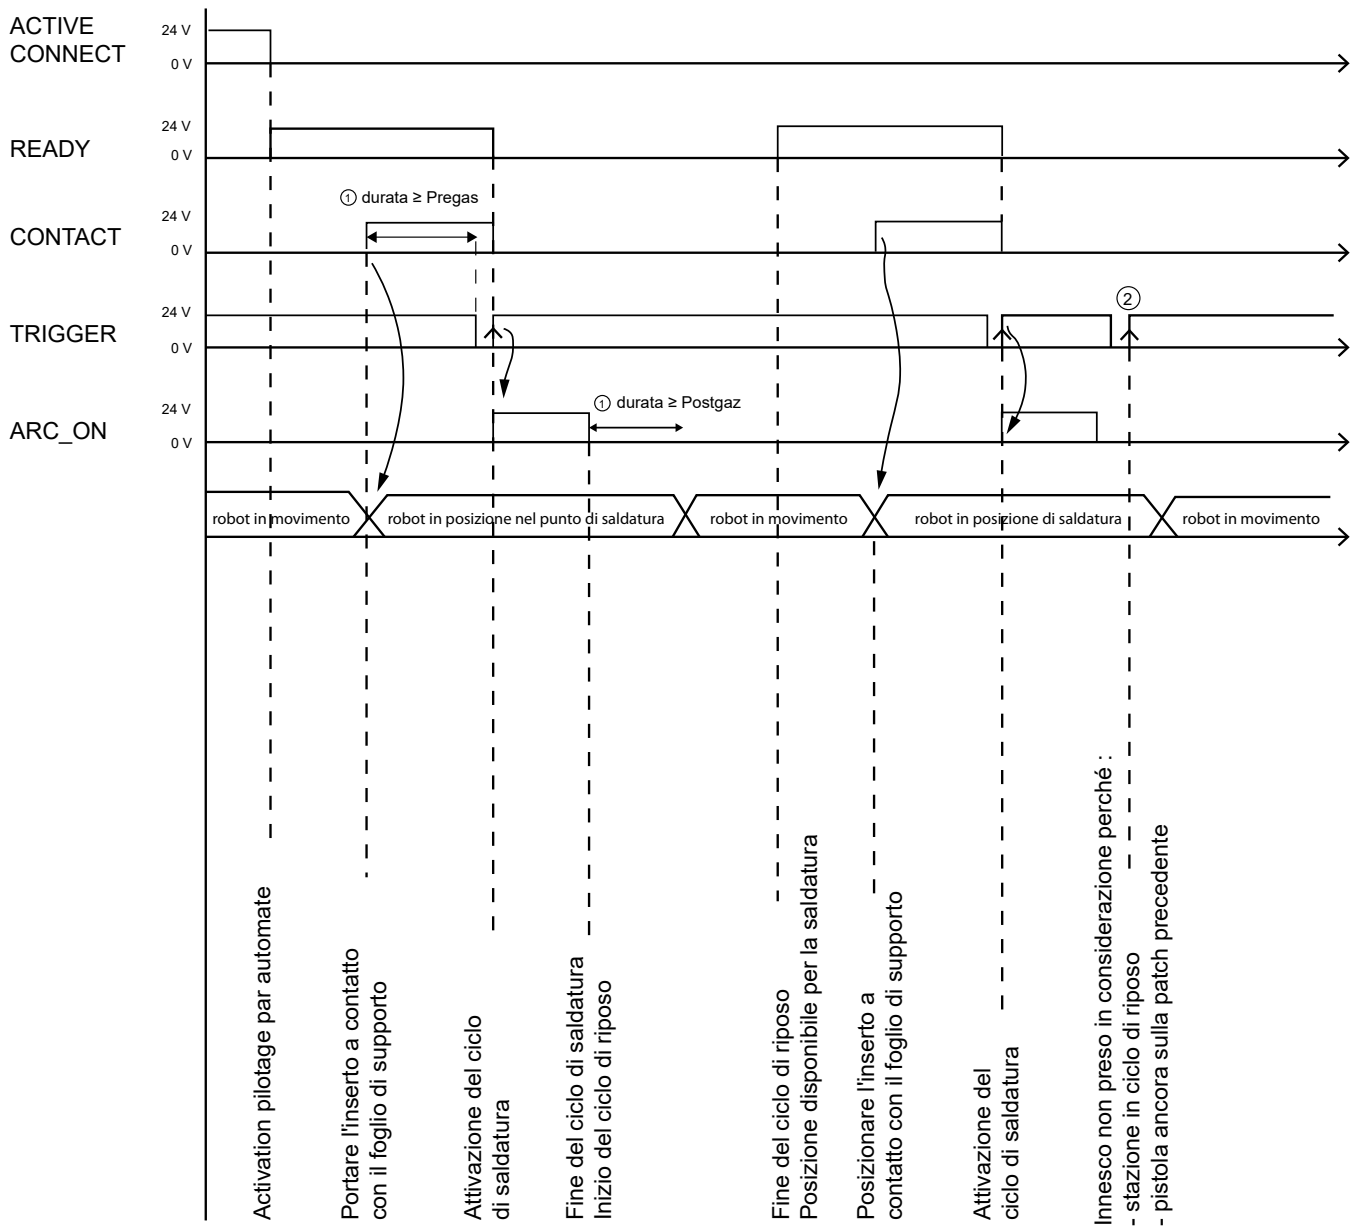 ACTIVE
CONNECT
24 V
0 V
READY
24 V
0 V
① durata ≥ Pregas
CONTACT
24 V
0 V
②
TRIGGER
24 V
0 V
① durata ≥ Postgaz
ARC_ON
24 V
0 V
robot in movimento
robot in posizione nel punto di saldatura
robot in movimento
robot in posizione di saldatura
robot in movimento
Activation pilotage par automate
Portare l'inserto a contatto
con il foglio di supporto
Attivazione del ciclo
di saldatura
Fine del ciclo di saldatura
Inizio del ciclo di riposo
Fine del ciclo di riposo
Posizione disponibile per la saldatura
Posizionare l'inserto a
contatto con il foglio di supporto
Attivazione del
ciclo di saldatura
Innesco non preso in considerazione perché :
- stazione in ciclo di riposo
- pistola ancora sulla patch precedente